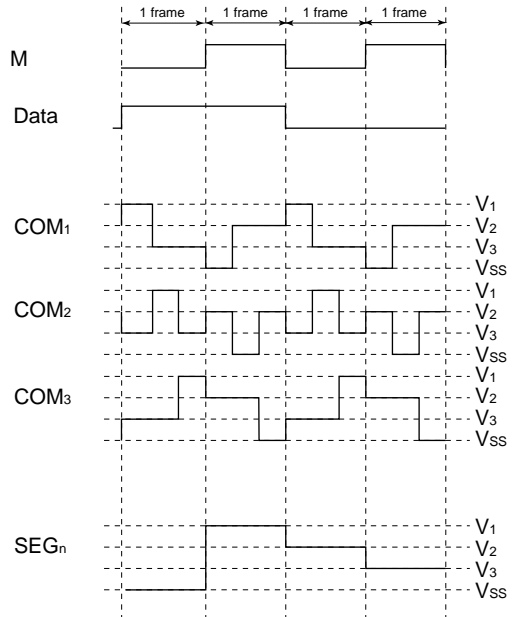 1 frame 1 frame 1 frame 1 frame
M
Data
V1
COM1 V2
V3
VSS
V1
COM2 V2
V3
VSS
V1
COM3 V2
V3
VSS
V1
SEGn V2
V3
VSS